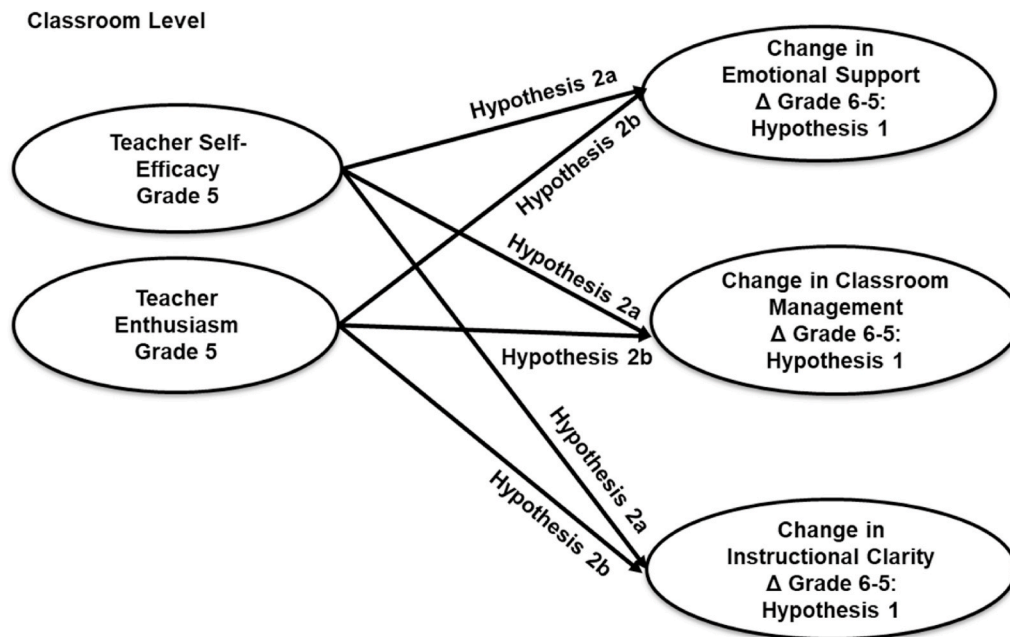 Classroom Level
Teacher Self-
Efficacy
Grade 5
Teacher
Enthusiasm
Grade 5
Hypothesis 2a
Hypothesis 2b
Hypothesis 2a
Hypothesis 2b
Hypothesis 2a
Hypothesis 2b
Change in
Emotional Support
Δ Grade 6-5:
Hypothesis 1
Change in Classroom
Management
Δ Grade 6-5:
Hypothesis 1
Change in
Instructional Clarity
Δ Grade 6-5:
Hypothesis 1